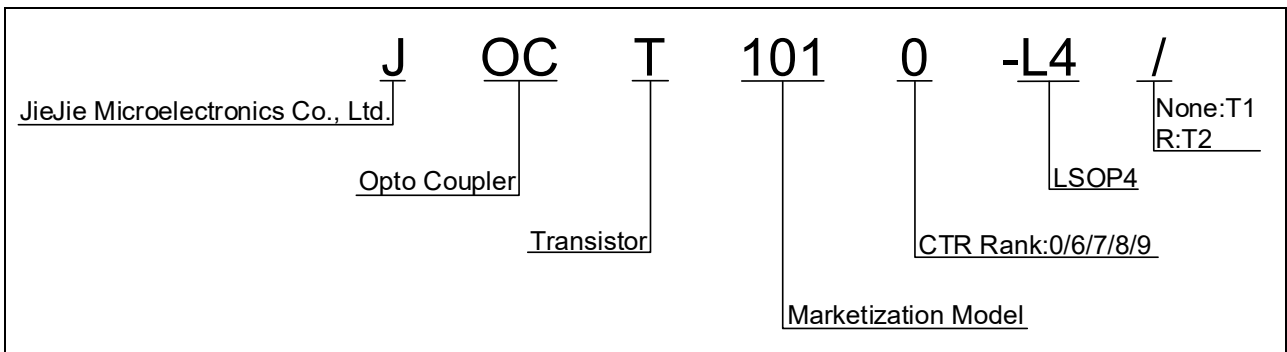 J OC T 101 0 -L4 /
JieJie Microelectronics Co., Ltd.
None:T1
R:T2
Opto Coupler
LSOP4
Transistor
CTR Rank:0/6/7/8/9
Marketization Model